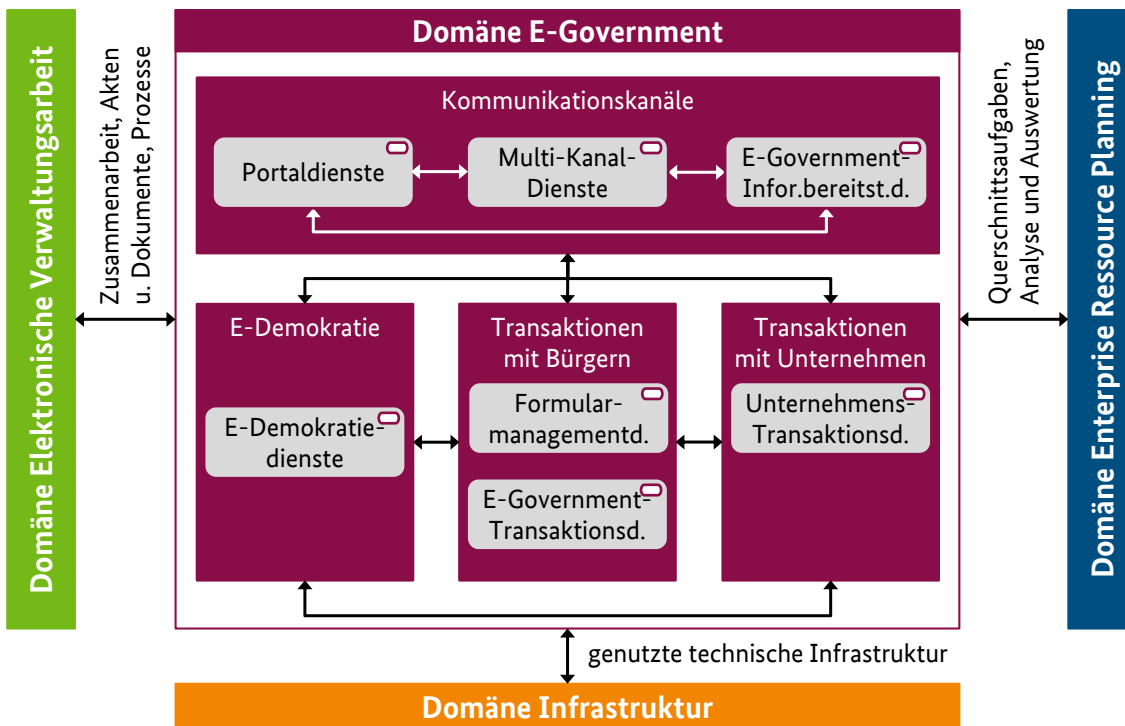 Domäne E-Government
Domäne Elektronische Verwaltungsarbeit
Zusammenarbeit, Akten
u. Dokumente, Prozesse
Kommunikationskanäle
Portaldienste
Multi-Kanal-
Dienste
E-Government-
Infor.bereitst.d.
E-Demokratie
E-Demokratie-
dienste
Transaktionen
mit Bürgern
Formular-
managementd.
E-Government-
Transaktionsd.
Transaktionen
mit Unternehmen
Unternehmens-
Transaktionsd.
Querschnittsaufgaben,
Analyse und Auswertung
Domäne Enterprise Ressource Planning
genutzte technische Infrastruktur
Domäne Infrastruktur